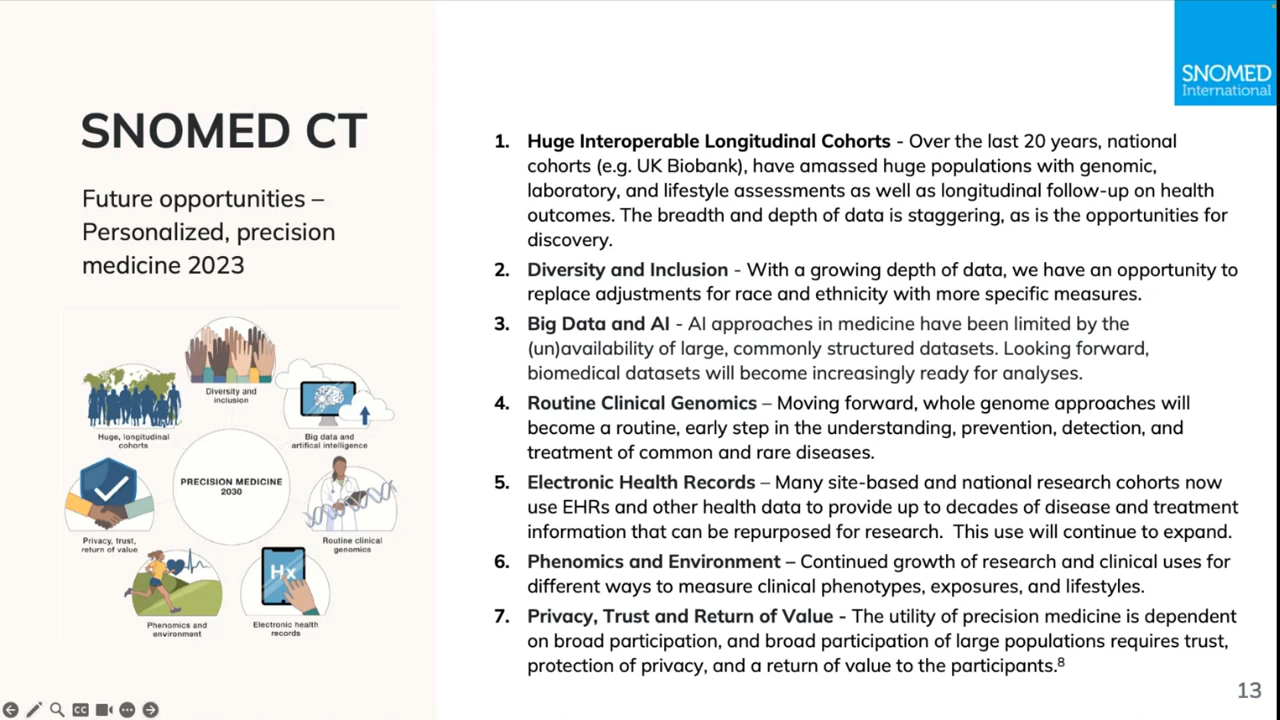 SNOMED CT
Future opportunities –
Personalized, precision
medicine 2023
Diversity and
inclusion
Huge, longitudinal
cohorts
Big data and
artifical intelligence
PRECISION MEDICINE
2030
Privacy, trust,
return of value
Routine clinical
genomics
Hx
Phenomics and
environment
Electronic health
records
SNOMED
International
1. Huge Interoperable Longitudinal Cohorts - Over the last 20 years, national
cohorts (e.g. UK Biobank), have amassed huge populations with genomic,
laboratory, and lifestyle assessments as well as longitudinal follow-up on health
outcomes. The breadth and depth of data is staggering, as is the opportunities for
discovery.
2. Diversity and Inclusion - With a growing depth of data, we have an opportunity to
replace adjustments for race and ethnicity with more specific measures.
3. Big Data and AI - AI approaches in medicine have been limited by the
(un)availability of large, commonly structured datasets. Looking forward,
biomedical datasets will become increasingly ready for analyses.
4. Routine Clinical Genomics – Moving forward, whole genome approaches will
become a routine, early step in the understanding, prevention, detection, and
treatment of common and rare diseases.
5. Electronic Health Records – Many site-based and national research cohorts now
use EHRs and other health data to provide up to decades of disease and treatment
information that can be repurposed for research. This use will continue to expand.
6. Phenomics and Environment – Continued growth of research and clinical uses for
different ways to measure clinical phenotypes, exposures, and lifestyles.
7. Privacy, Trust and Return of Value - The utility of precision medicine is dependent
on broad participation, and broad participation of large populations requires trust,
protection of privacy, and a return of value to the participants.⁸
13
CC